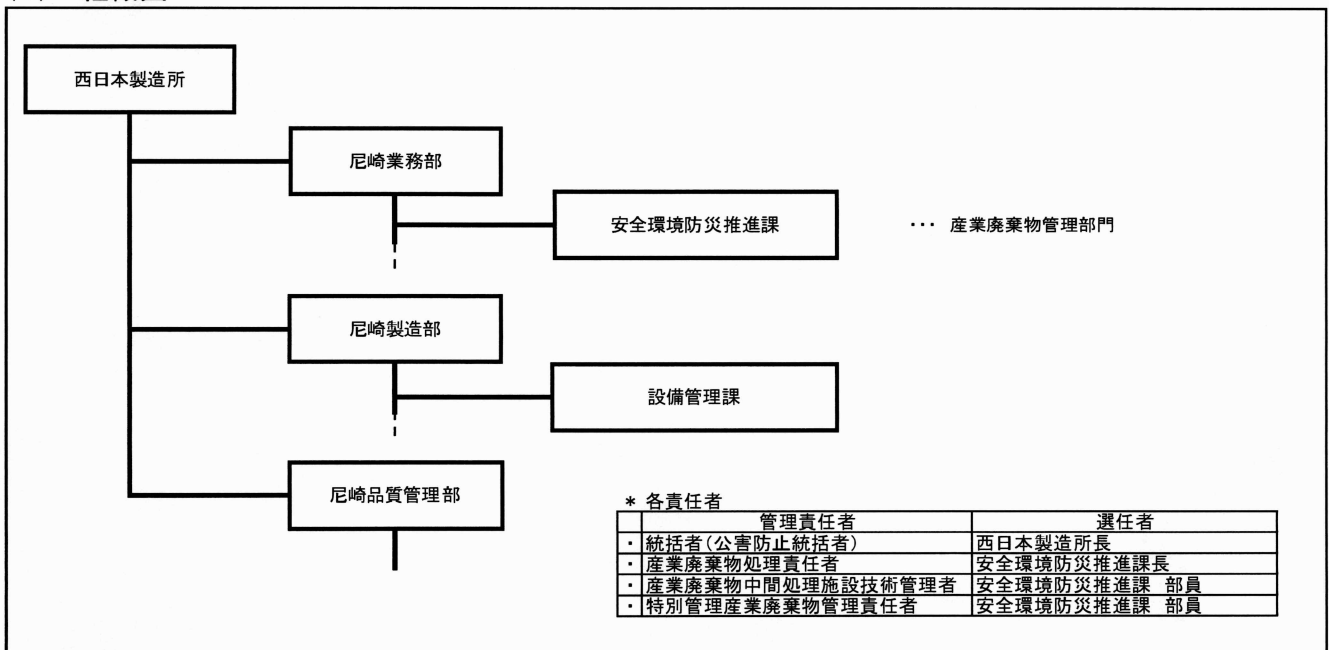 西日本製造所
尼崎業務部
安全環境防災推進課
··· 産業廃棄物管理部門
尼崎製造部
設備管理課
尼崎品質管理部
* 各責任者
管理責任者 選任者
・ 統括者(公害防止統括者) 西日本製造所長
・ 産業廃棄物処理責任者 安全環境防災推進課長
・ 産業廃棄物中間処理施設技術管理者 安全環境防災推進課 部員
・ 特別管理産業廃棄物管理責任者 安全環境防災推進課 部員